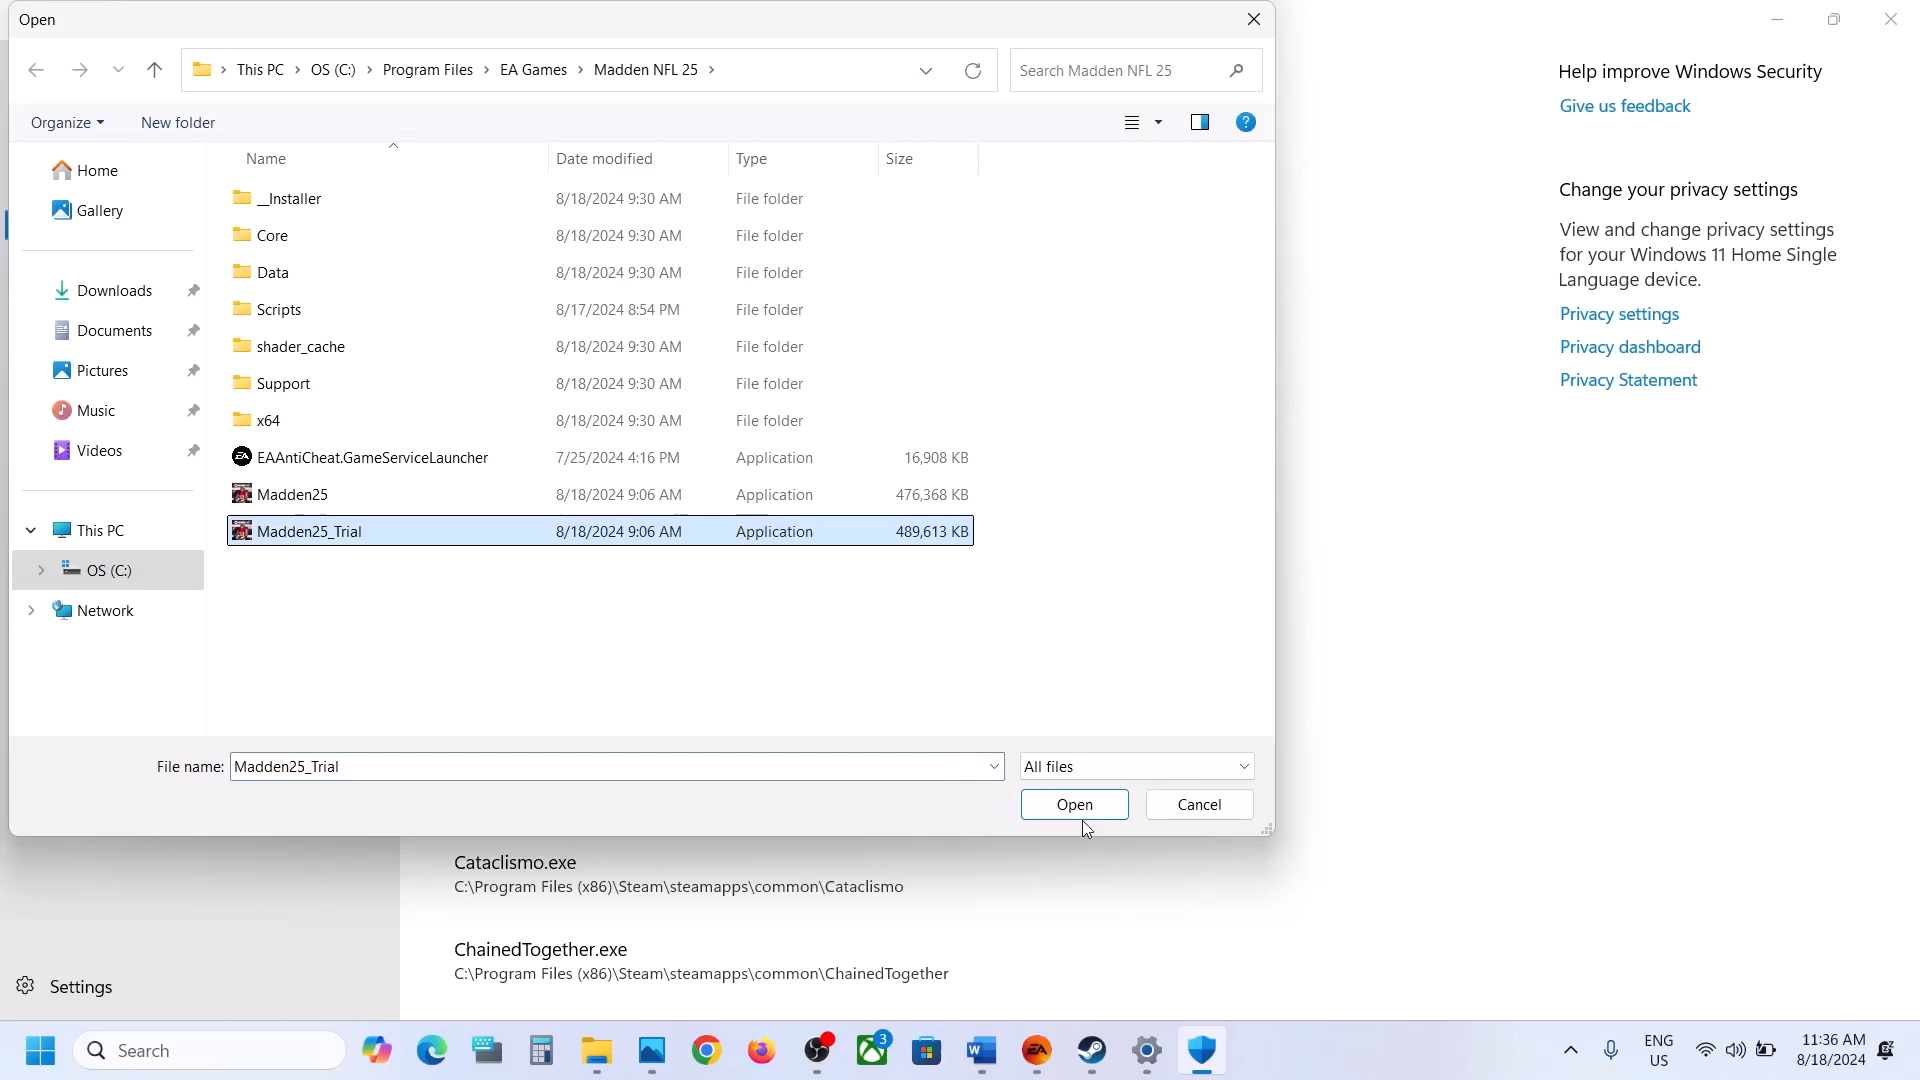 Open
This PC > OS (C:) > Program Files > EA Games > Madden NFL 25 >
Search Madden NFL 25
Organize
New folder
Name
Date modified
Type
Size
Home
Gallery
Downloads
Documents
Pictures
Music
Videos
This PC
OS (C:)
Network
__Installer 8/18/2024 9:30 AM File folder
Core 8/18/2024 9:30 AM File folder
Data 8/18/2024 9:30 AM File folder
Scripts 8/17/2024 8:54 PM File folder
shader_cache 8/18/2024 9:30 AM File folder
Support 8/18/2024 9:30 AM File folder
x64 8/18/2024 9:30 AM File folder
EAAntiCheat.GameServiceLauncher 7/25/2024 4:16 PM Application 16,908 KB
Madden25 8/18/2024 9:06 AM Application 476,368 KB
Madden25_Trial 8/18/2024 9:06 AM Application 489,613 KB
File name: Madden25_Trial
All files
Open
Cancel
Help improve Windows Security
Give us feedback
Change your privacy settings
View and change privacy settings
for your Windows 11 Home Single
Language device.
Privacy settings
Privacy dashboard
Privacy Statement
Cataclismo.exe
C:\Program Files (x86)\Steam\steamapps\common\Cataclismo
ChainedTogether.exe
C:\Program Files (x86)\Steam\steamapps\common\ChainedTogether
Settings
Search
3
ENG
US
11:36 AM
8/18/2024